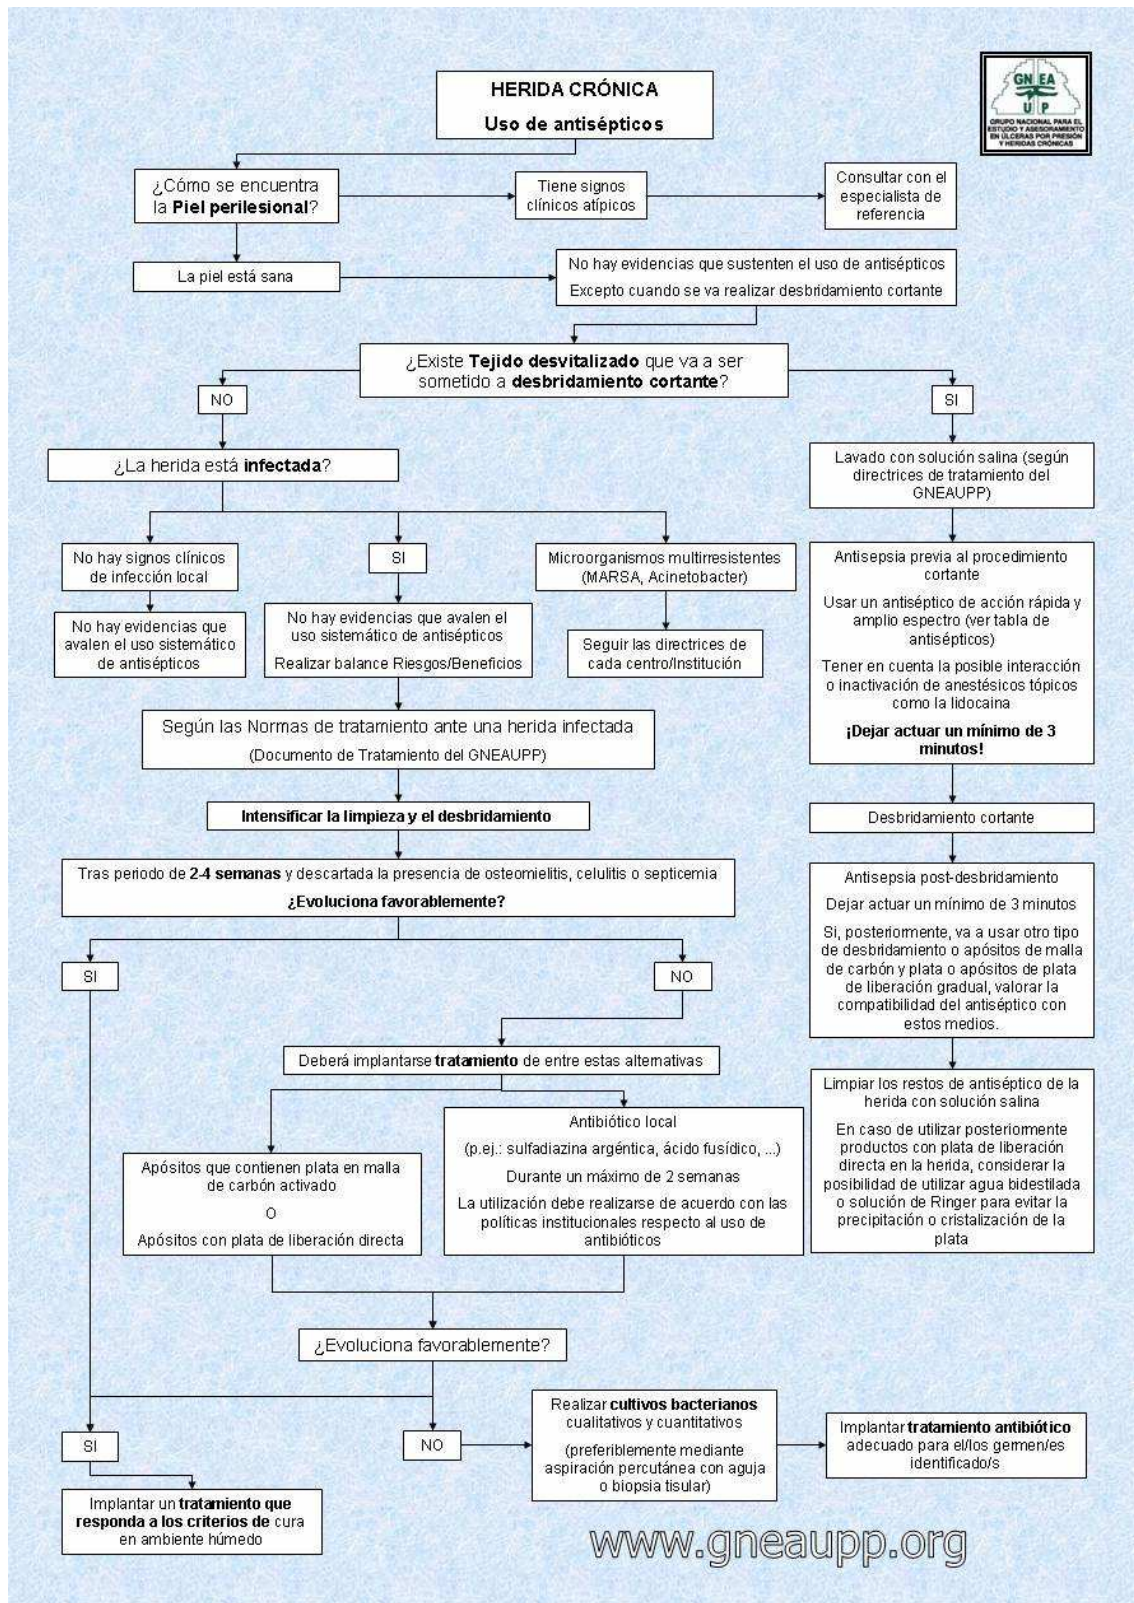 HERIDA CRÓNICA
Uso de antisépticos
GN EA
U P
GRUPO NACIONAL PARA EL
ESTUDIO Y ASESORAMIENTO
EN ÚLCERAS POR PRESIÓN
Y HERIDAS CRÓNICAS
¿Cómo se encuentra
la Piel perilesional?
Tiene signos
clínicos atípicos
Consultar con el
especialista de
referencia
La piel está sana
No hay evidencias que sustenten el uso de antisépticos
Excepto cuando se va realizar desbridamiento cortante
¿Existe Tejido desvitalizado que va a ser
sometido a desbridamiento cortante?
NO
SI
¿La herida está infectada?
Lavado con solución salina (según
directrices de tratamiento del
GNEAUPP)
No hay signos clínicos
de infección local
SI
Microorganismos multirresistentes
(MARSA, Acinetobacter)
No hay evidencias que
avalen el uso sistemático
de antisépticos
No hay evidencias que avalen el
uso sistemático de antisépticos
Realizar balance Riesgos/Beneficios
Seguir las directrices de
cada centro/Institución
Antisepsia previa al procedimiento
cortante
Usar un antiséptico de acción rápida y
amplio espectro (ver tabla de
antisépticos)
Tener en cuenta la posible interacción
o inactivación de anestésicos tópicos
como la lidocaina
¡Dejar actuar un mínimo de 3
minutos!
Según las Normas de tratamiento ante una herida infectada
(Documento de Tratamiento del GNEAUPP)
Intensificar la limpieza y el desbridamiento
Desbridamiento cortante
Tras periodo de 2-4 semanas y descartada la presencia de osteomielitis, celulitis o septicemia
¿Evoluciona favorablemente?
Antisepsia post-desbridamiento
Dejar actuar un mínimo de 3 minutos
Si, posteriormente, va a usar otro tipo
de desbridamiento o apósitos de malla
de carbón y plata o apósitos de plata
de liberación gradual, valorar la
compatibilidad del antiséptico con
estos medios.
SI
NO
Deberá implantarse tratamiento de entre estas alternativas
Limpiar los restos de antiséptico de la
herida con solución salina
En caso de utilizar posteriormente
productos con plata de liberación
directa en la herida, considerar la
posibilidad de utilizar agua bidestilada
o solución de Ringer para evitar la
precipitación o cristalización de la
plata
Apósitos que contienen plata en malla
de carbón activado
O
Apósitos con plata de liberación directa
Antibiótico local
(p.ej.: sulfadiazina argéntica, ácido fusídico, ...)
Durante un máximo de 2 semanas
La utilización debe realizarse de acuerdo con las
políticas institucionales respecto al uso de
antibióticos
¿Evoluciona favorablemente?
SI
NO
Realizar cultivos bacterianos
cualitativos y cuantitativos
(preferiblemente mediante
aspiración percutánea con aguja
o biopsia tisular)
Implantar tratamiento antibiótico
adecuado para el/los germen/es
identificado/s
Implantar un tratamiento que
responda a los criterios de cura
en ambiente húmedo
www.gneaupp.org